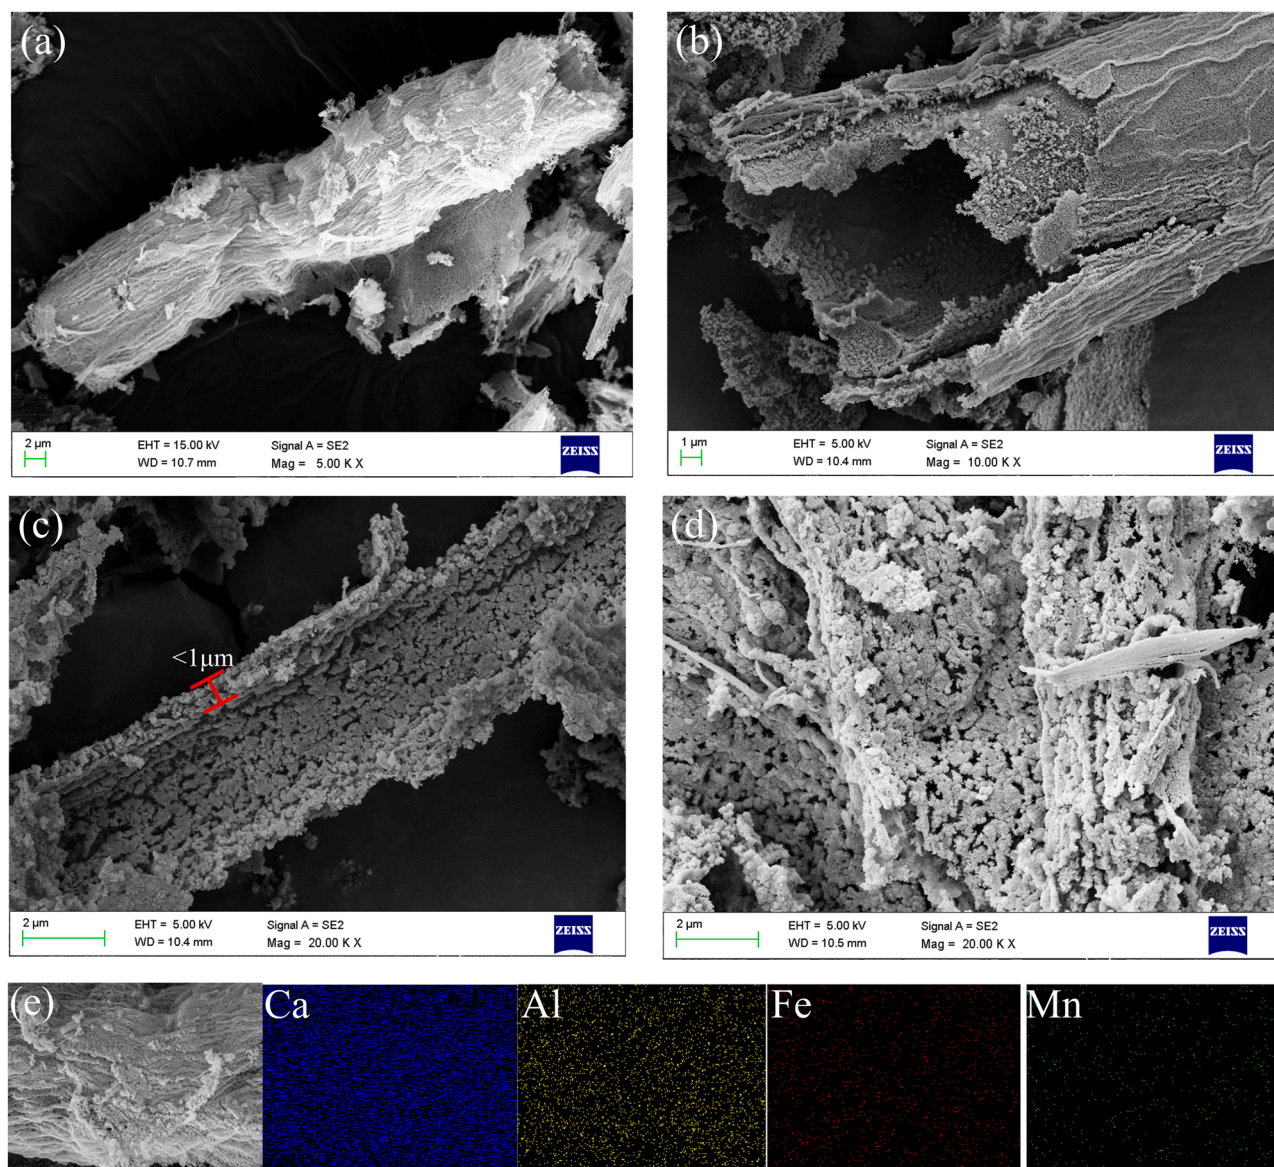 (a)
2 µm
EHT = 15.00 kV
Signal A = SE2
WD = 10.7 mm
Mag = 5.00 K X
ZEISS
(b)
1 µm
EHT = 5.00 kV
Signal A = SE2
WD = 10.4 mm
Mag = 10.00 K X
ZEISS
(c)
<1µm
2 µm
EHT = 5.00 kV
Signal A = SE2
WD = 10.4 mm
Mag = 20.00 K X
ZEISS
(d)
2 µm
EHT = 5.00 kV
Signal A = SE2
WD = 10.5 mm
Mag = 20.00 K X
ZEISS
(e)
Ca
Al
Fe
Mn